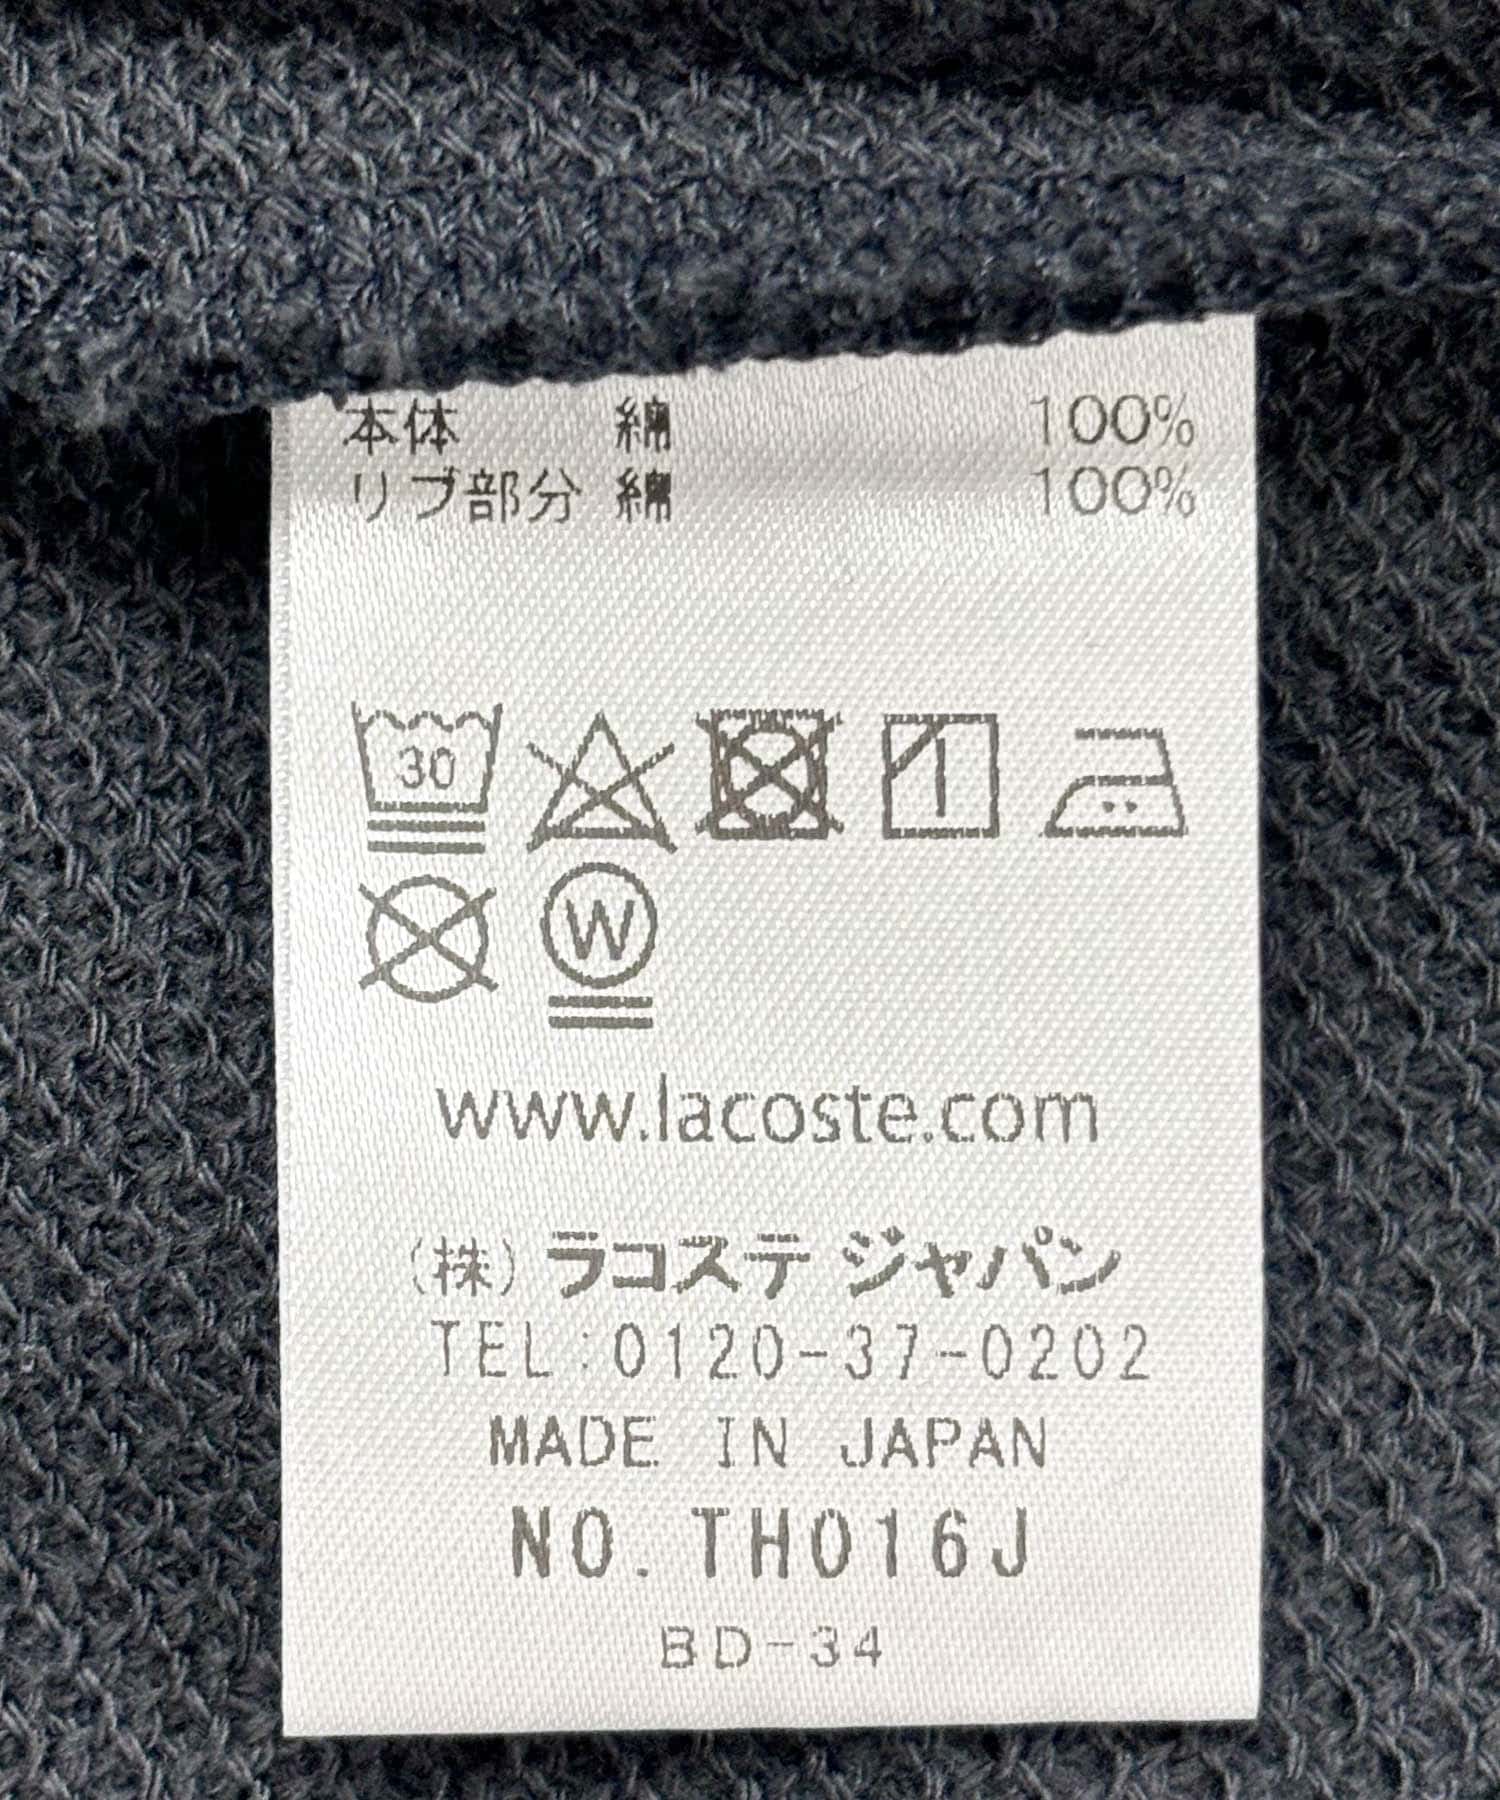 本体 綿 100%
リブ部分 綿 100%
30
W
www.lacoste.com
(株) ラコステ ジャパン
TEL:0120-37-0202
MADE IN JAPAN
NO. TH016J
BD-34